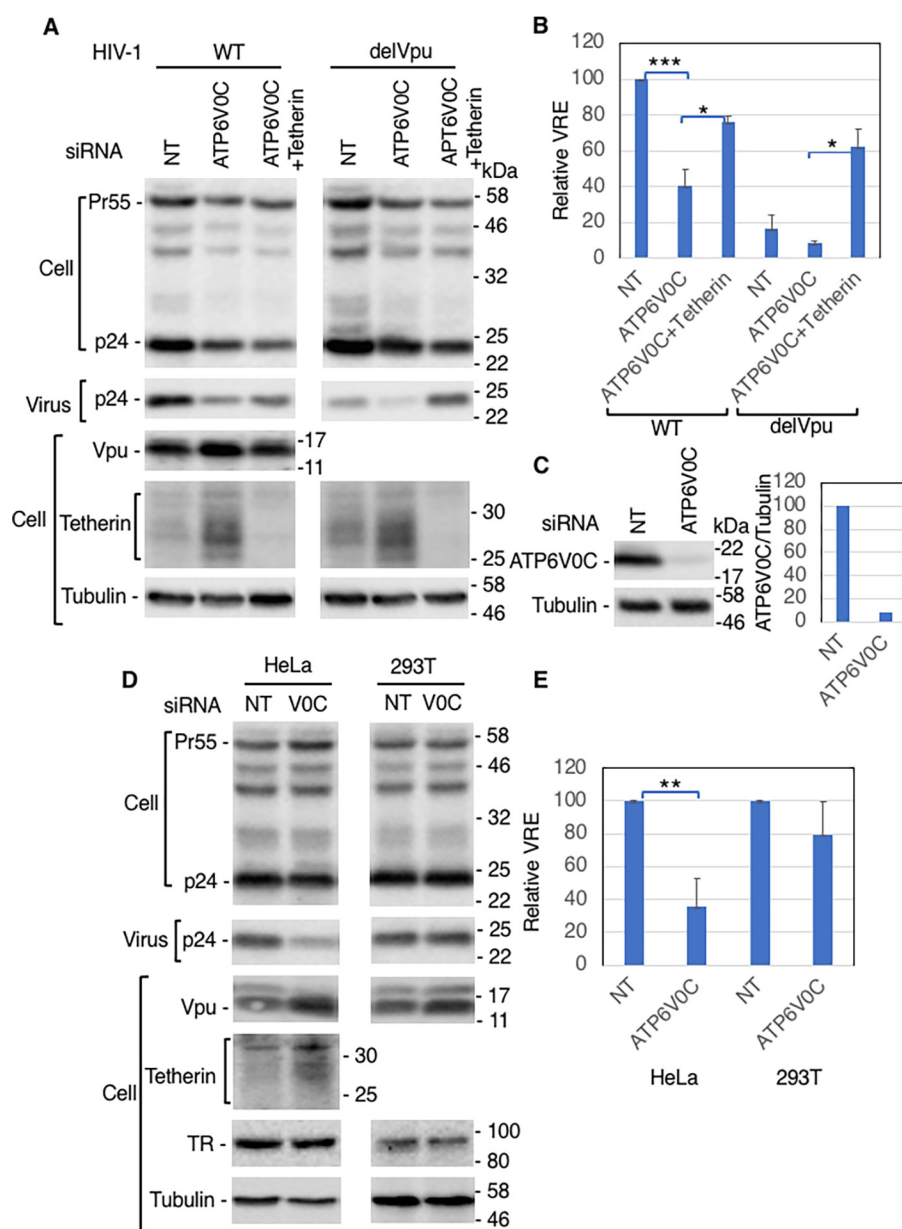 A
HIV-1 WT delVpu
siRNA NT ATP6V0C ATP6V0C +Tetherin NT ATP6V0C APT6V0C +Tetherin kDa
Pr55 - - 58
- 46
Cell
- 32
p24 - - 25
- 22
Virus p24 - - 25
- 22
Vpu - -17
-11
Cell
Tetherin - 30
- 25
Tubulin - - 58
- 46
B
120
100
80
60
40
20
0
Relative VRE
*** * *
NT ATP6V0C ATP6V0C+Tetherin NT ATP6V0C ATP6V0C+Tetherin
WT delVpu
C
siRNA NT ATP6V0C kDa
ATP6V0C - -22
-17
Tubulin - -58
-46
ATP6V0C/Tubulin
120
100
80
60
40
20
0
NT ATP6V0C
D
HeLa 293T
siRNA NT V0C NT V0C
Pr55 - - 58
- 46
Cell
- 32
p24 - - 25
- 22
Virus p24 - - 25
- 22
Vpu - - 17
- 11
Tetherin - 30
- 25
Cell
TR - - 100
- 80
Tubulin - - 58
- 46
E
120
100
80
60
40
20
0
Relative VRE
**
NT ATP6V0C NT ATP6V0C
HeLa 293T